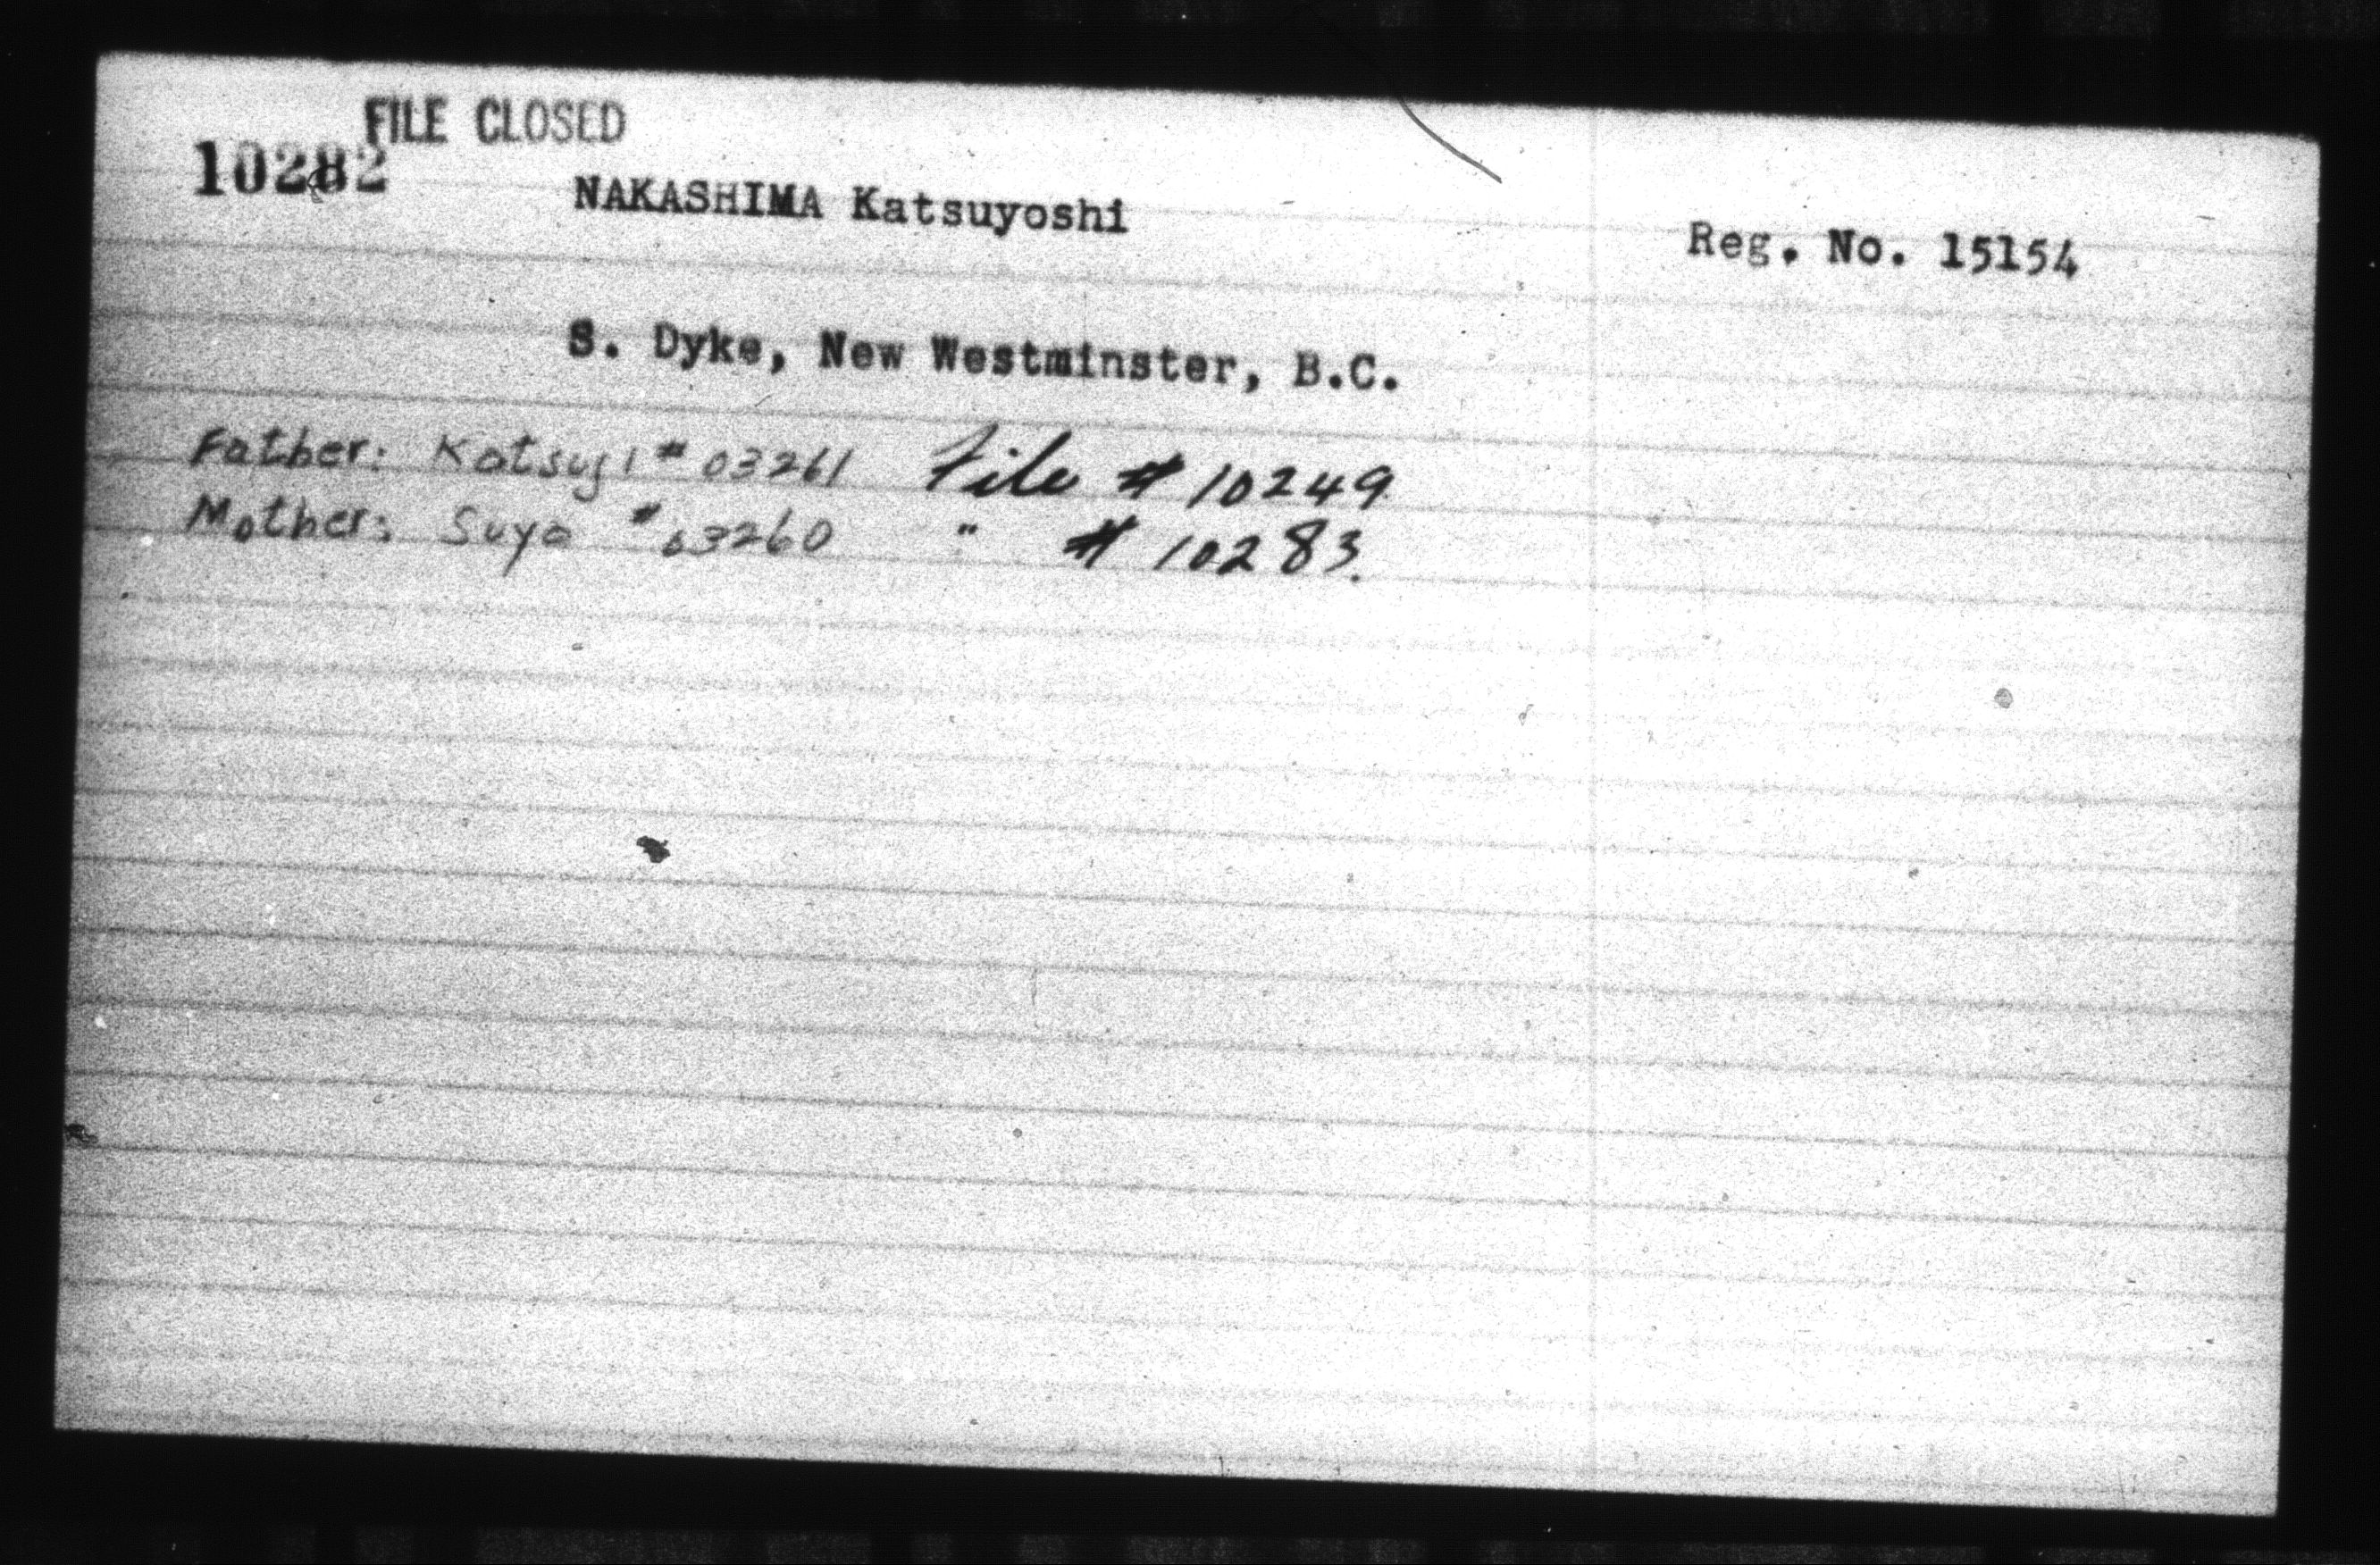 FILE CLOSED
10282
NAKASHIMA Katsuyoshi
Reg. No. 15154
S. Dyke, New Westminster, B.C.
Father: Katsuji # 03261 File # 10249
Mother: Suye # 03260 " # 10283.